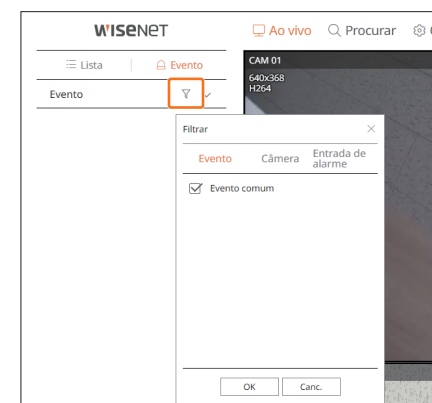 WISENET
Ao vivo
Procurar
Lista
Evento
Evento
CAM 01
640x368
H264
Filtrar
Evento
Câmera
Entrada de
alarme
Evento comum
OK
Canc.